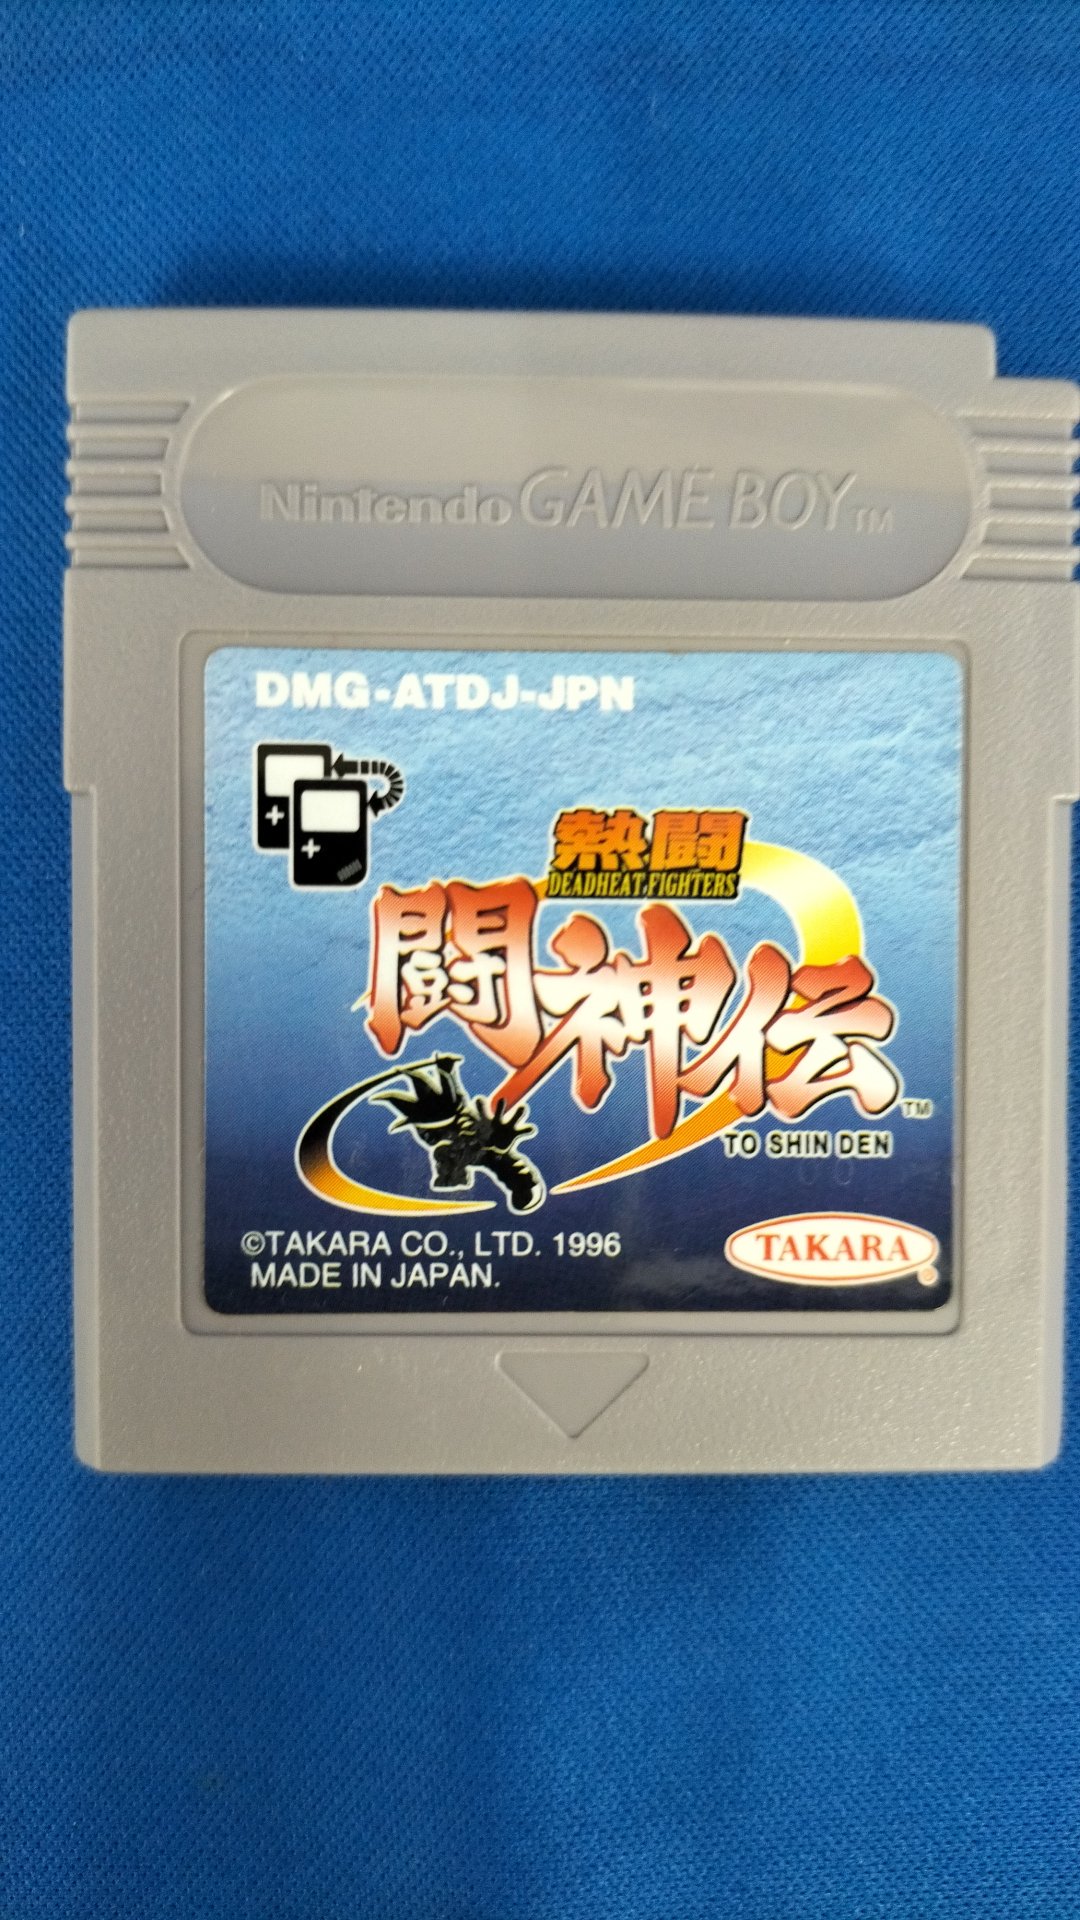 Nintendo GAME BOY TM
DMG-ATDJ-JPN
熱闘
DEADHEAT FIGHTERS
闘神伝 TM
TO SHIN DEN
©TAKARA CO., LTD. 1996
MADE IN JAPAN.
TAKARA ®